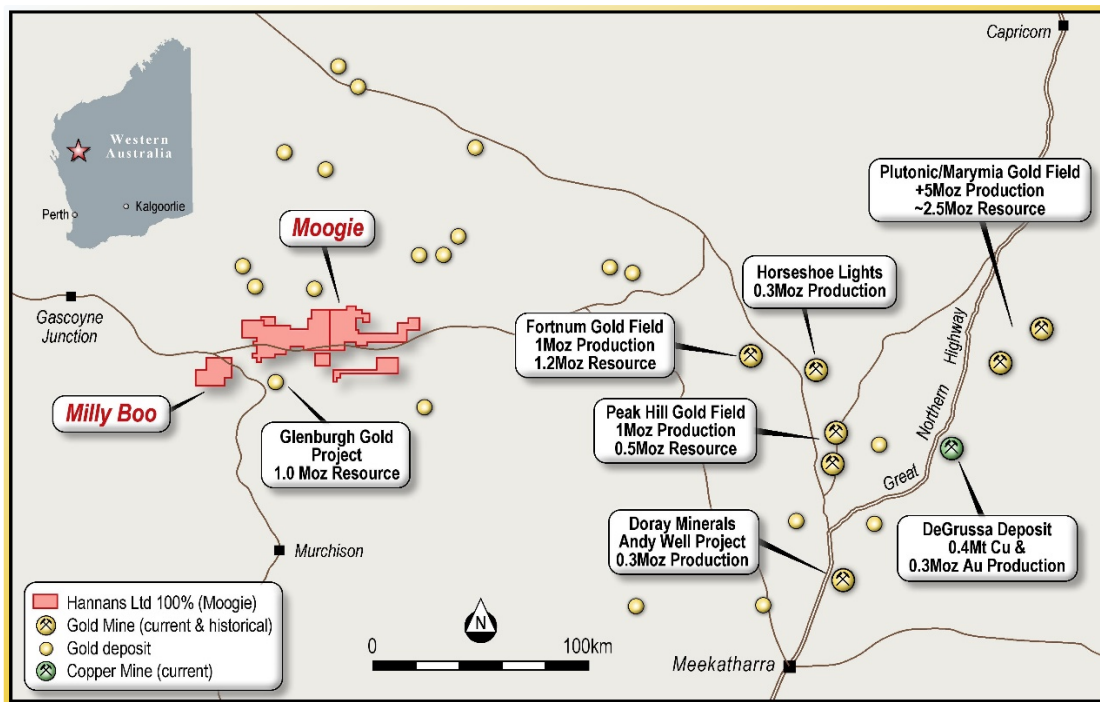 Capricorn
Western
Australia
Kalgoorlie
Perth
Plutonic/Marymia Gold Field
+5Moz Production
~2.5Moz Resource
Moogie
Horseshoe Lights
0.3Moz Production
Gascoyne
Junction
Fortnum Gold Field
1Moz Production
1.2Moz Resource
Great Northern Highway
Milly Boo
Peak Hill Gold Field
1Moz Production
0.5Moz Resource
Glenburgh Gold
Project
1.0 Moz Resource
Doray Minerals
Andy Well Project
0.3Moz Production
DeGrussa Deposit
0.4Mt Cu &
0.3Moz Au Production
Murchison
Hannans Ltd 100% (Moogie)
Gold Mine (current & historical)
Gold deposit
Copper Mine (current)
N
0 100km
Meekatharra